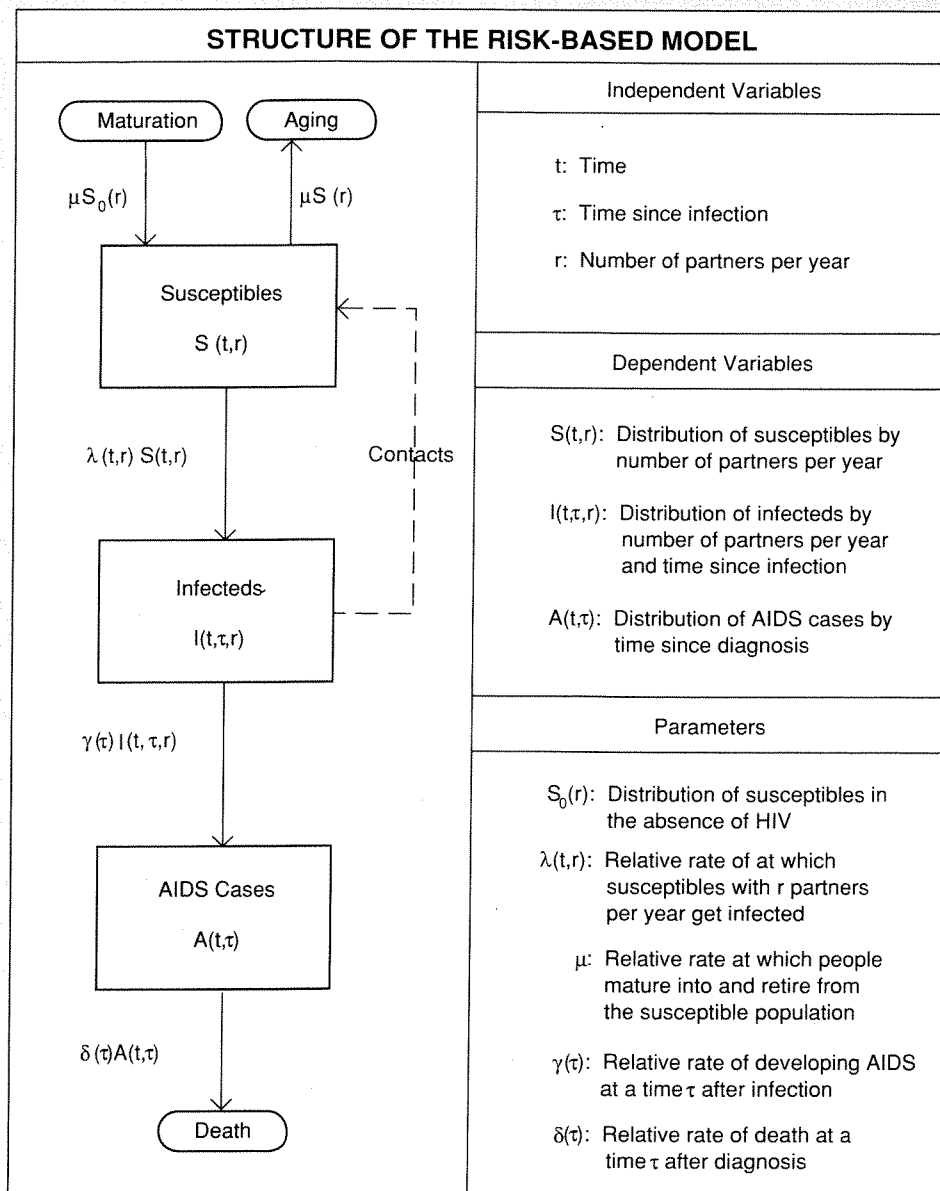 STRUCTURE OF THE RISK-BASED MODEL
Maturation
Aging
μS₀(r)
μS (r)
Susceptibles
S (t,r)
λ(t,r) S(t,r)
Contacts
Infecteds
I(t,τ,r)
γ(τ) I(t, τ,r)
AIDS Cases
A(t,τ)
δ(τ)A(t,τ)
Death
Independent Variables
t: Time
τ: Time since infection
r: Number of partners per year
Dependent Variables
S(t,r): Distribution of susceptibles by
number of partners per year
I(t,τ,r): Distribution of infecteds by
number of partners per year
and time since infection
A(t,τ): Distribution of AIDS cases by
time since diagnosis
Parameters
S₀(r): Distribution of susceptibles in
the absence of HIV
λ(t,r): Relative rate of at which
susceptibles with r partners
per year get infected
μ: Relative rate at which people
mature into and retire from
the susceptible population
γ(τ): Relative rate of developing AIDS
at a time τ after infection
δ(τ): Relative rate of death at a
time τ after diagnosis